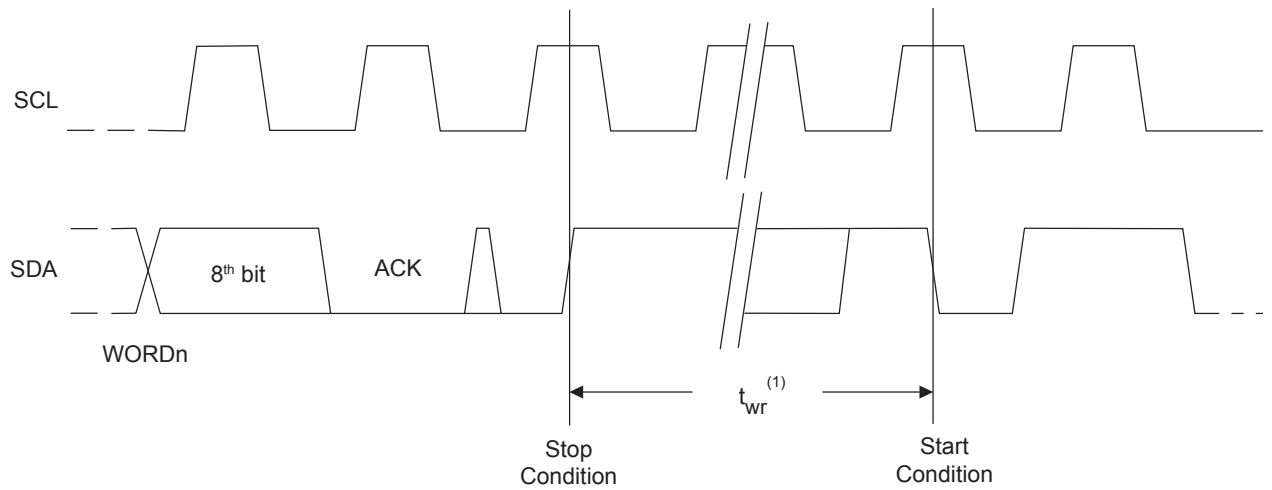 SCL
SDA
8th bit
ACK
WORDn
twr(1)
Stop
Condition
Start
Condition